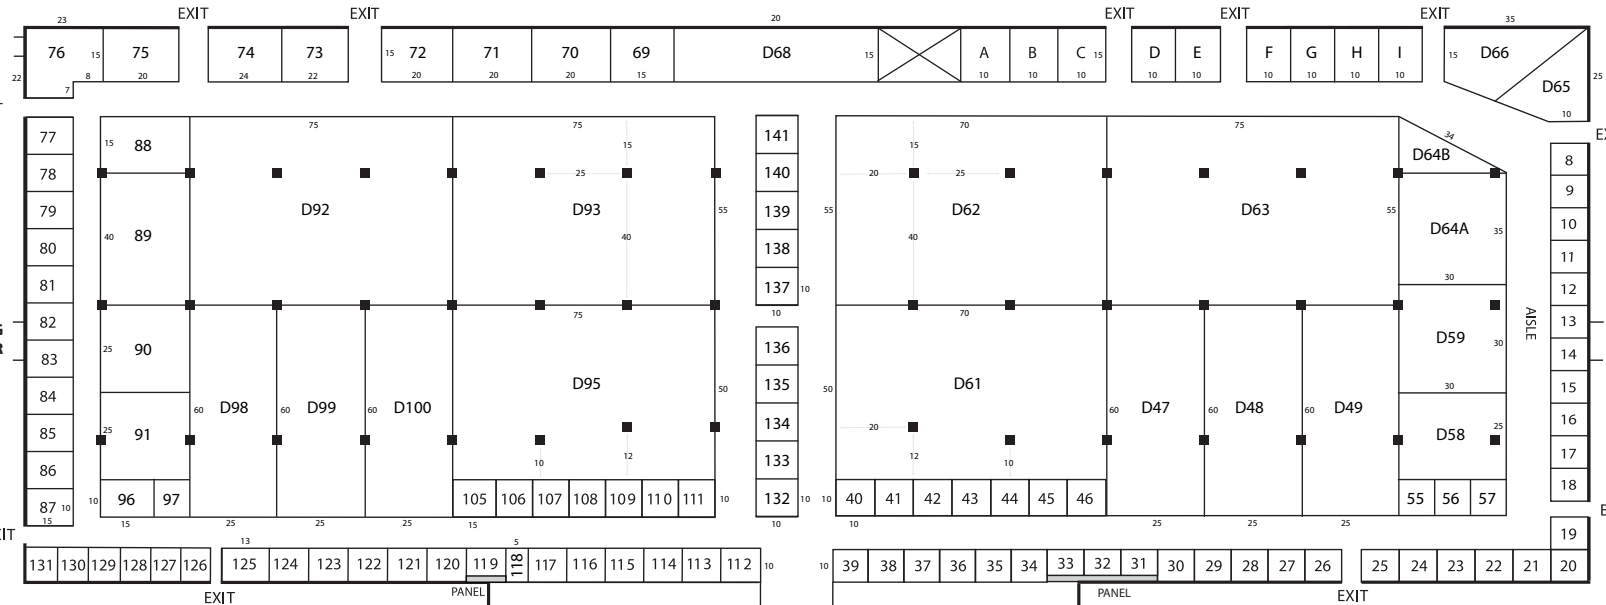 EXIT EXIT EXIT EXIT EXIT
23 20 35
76 15 75 74 73 15 72 71 70 69 D68 15 A B C 15 D E F G H I 15 D66
22 8 20 24 22 20 20 20 15 10 10 10 10 10 10 10 10 10 25
7 D65
10
77 75 75 141 70 75 34
15 88 15 15 D64B 8
78 25 140 20 25 9
79 D92 D93 55 139 55 D62 D63 55 D64A 35 10
80 40 89 40 138 40 11
81 137 10 30 12
82 75 10 70 13
83 25 90 136 D59 30 AISLE 14
84 D95 135 D61 30 15
85 25 91 60 D98 60 D99 60 D100 50 134 50 20 60 D47 60 D48 60 D49 D58 25 16
86 10 12 133 12 10 17
87 10 10 96 97 105 106 107 108 109 110 111 10 132 10 10 40 41 42 43 44 45 46 55 56 57 18
15 15 25 25 25 15 10 10 25 25 25
13 5 19
131 130 129 128 127 126 125 124 123 122 121 120 119 118 117 116 115 114 113 112 10 10 39 38 37 36 35 34 33 32 31 30 29 28 27 26 25 24 23 22 21 20
EXIT PANEL PANEL EXIT